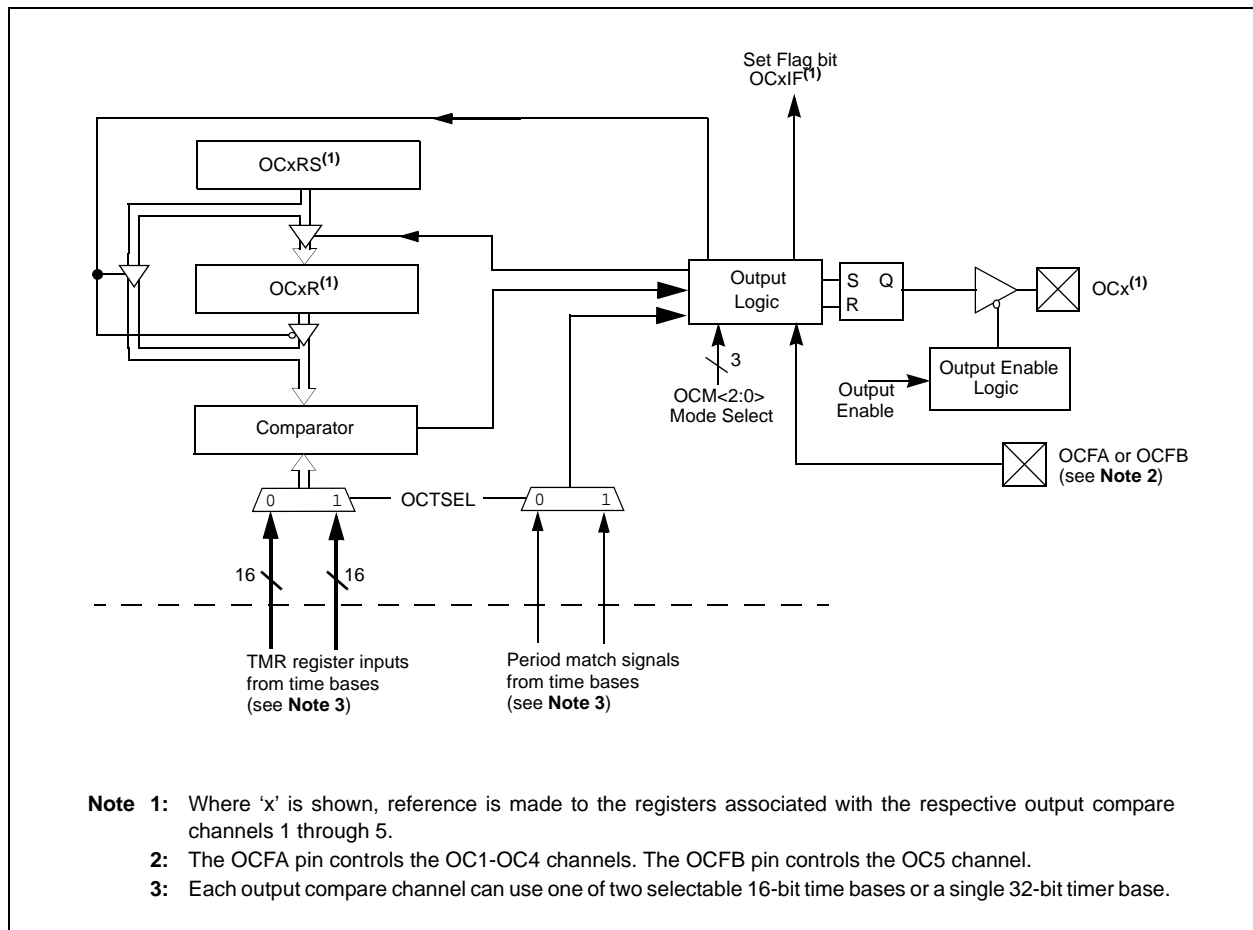 Set Flag bit
OCxIF(1)
OCxRS(1)
OCxR(1)
Output
Logic
S Q
R
OCx(1)
3
OCM<2:0>
Mode Select
Output
Enable
Output Enable
Logic
Comparator
OCFA or OCFB
(see Note 2)
0 1
OCTSEL
0 1
16
16
TMR register inputs
from time bases
(see Note 3)
Period match signals
from time bases
(see Note 3)
Note 1: Where ‘x’ is shown, reference is made to the registers associated with the respective output compare
channels 1 through 5.
2: The OCFA pin controls the OC1-OC4 channels. The OCFB pin controls the OC5 channel.
3: Each output compare channel can use one of two selectable 16-bit time bases or a single 32-bit timer base.